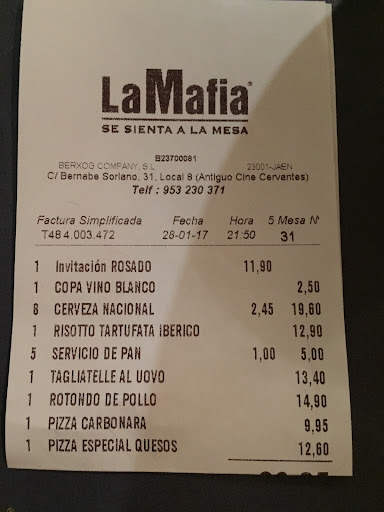 LaMafia®
SE SIENTA A LA MESA
B23700081
BERXOG COMPANY, S.L 23001-JAEN
C/ Bernabe Soriano, 31, Local 8 (Antiguo Cine Cervantes)
Telf : 953 230 371
Factura Simplificada Fecha Hora 5 Mesa Nº
T48 4.003.472 28-01-17 21:50 31
1 Invitación ROSADO 11,90
1 COPA VINO BLANCO 2,50
8 CERVEZA NACIONAL 2,45 19,60
1 RISOTTO TARTUFATA IBERICO 12,90
5 SERVICIO DE PAN 1,00 5,00
1 TAGLIATELLE AL UOVO 13,40
1 ROTONDO DE POLLO 14,90
1 PIZZA CARBONARA 9,95
1 PIZZA ESPECIAL QUESOS 12,60